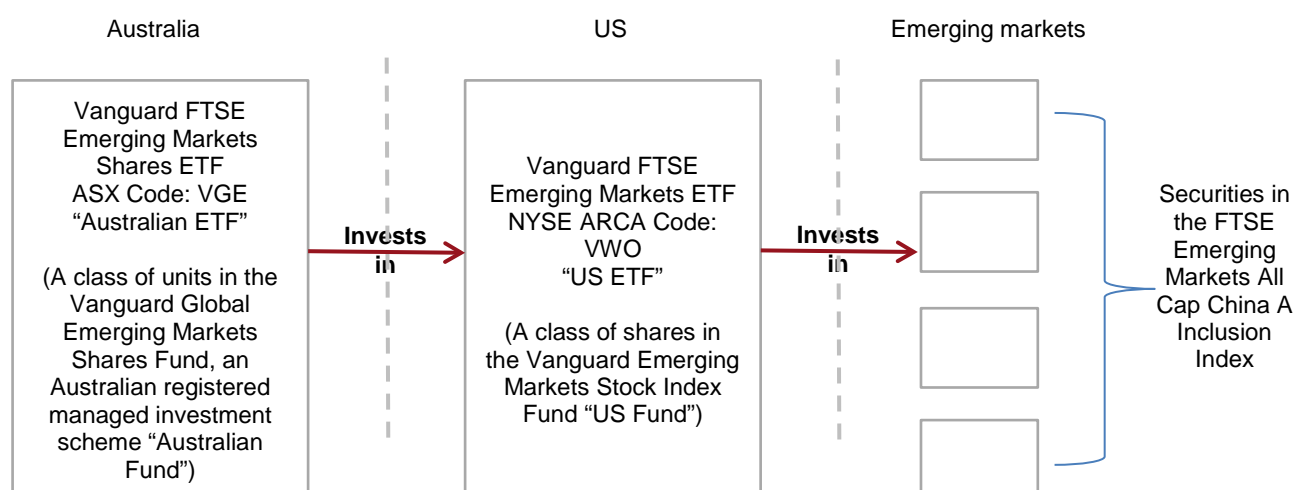 Australia
US
Emerging markets
Vanguard FTSE
Emerging Markets
Shares ETF
ASX Code: VGE
“Australian ETF”
(A class of units in the
Vanguard Global
Emerging Markets
Shares Fund, an
Australian registered
managed investment
scheme “Australian
Fund”)
Invests
in
Vanguard FTSE
Emerging Markets ETF
NYSE ARCA Code:
VWO
“US ETF”
(A class of shares in
the Vanguard Emerging
Markets Stock Index
Fund “US Fund”)
Invests
in
Securities in
the FTSE
Emerging
Markets All
Cap China A
Inclusion
Index